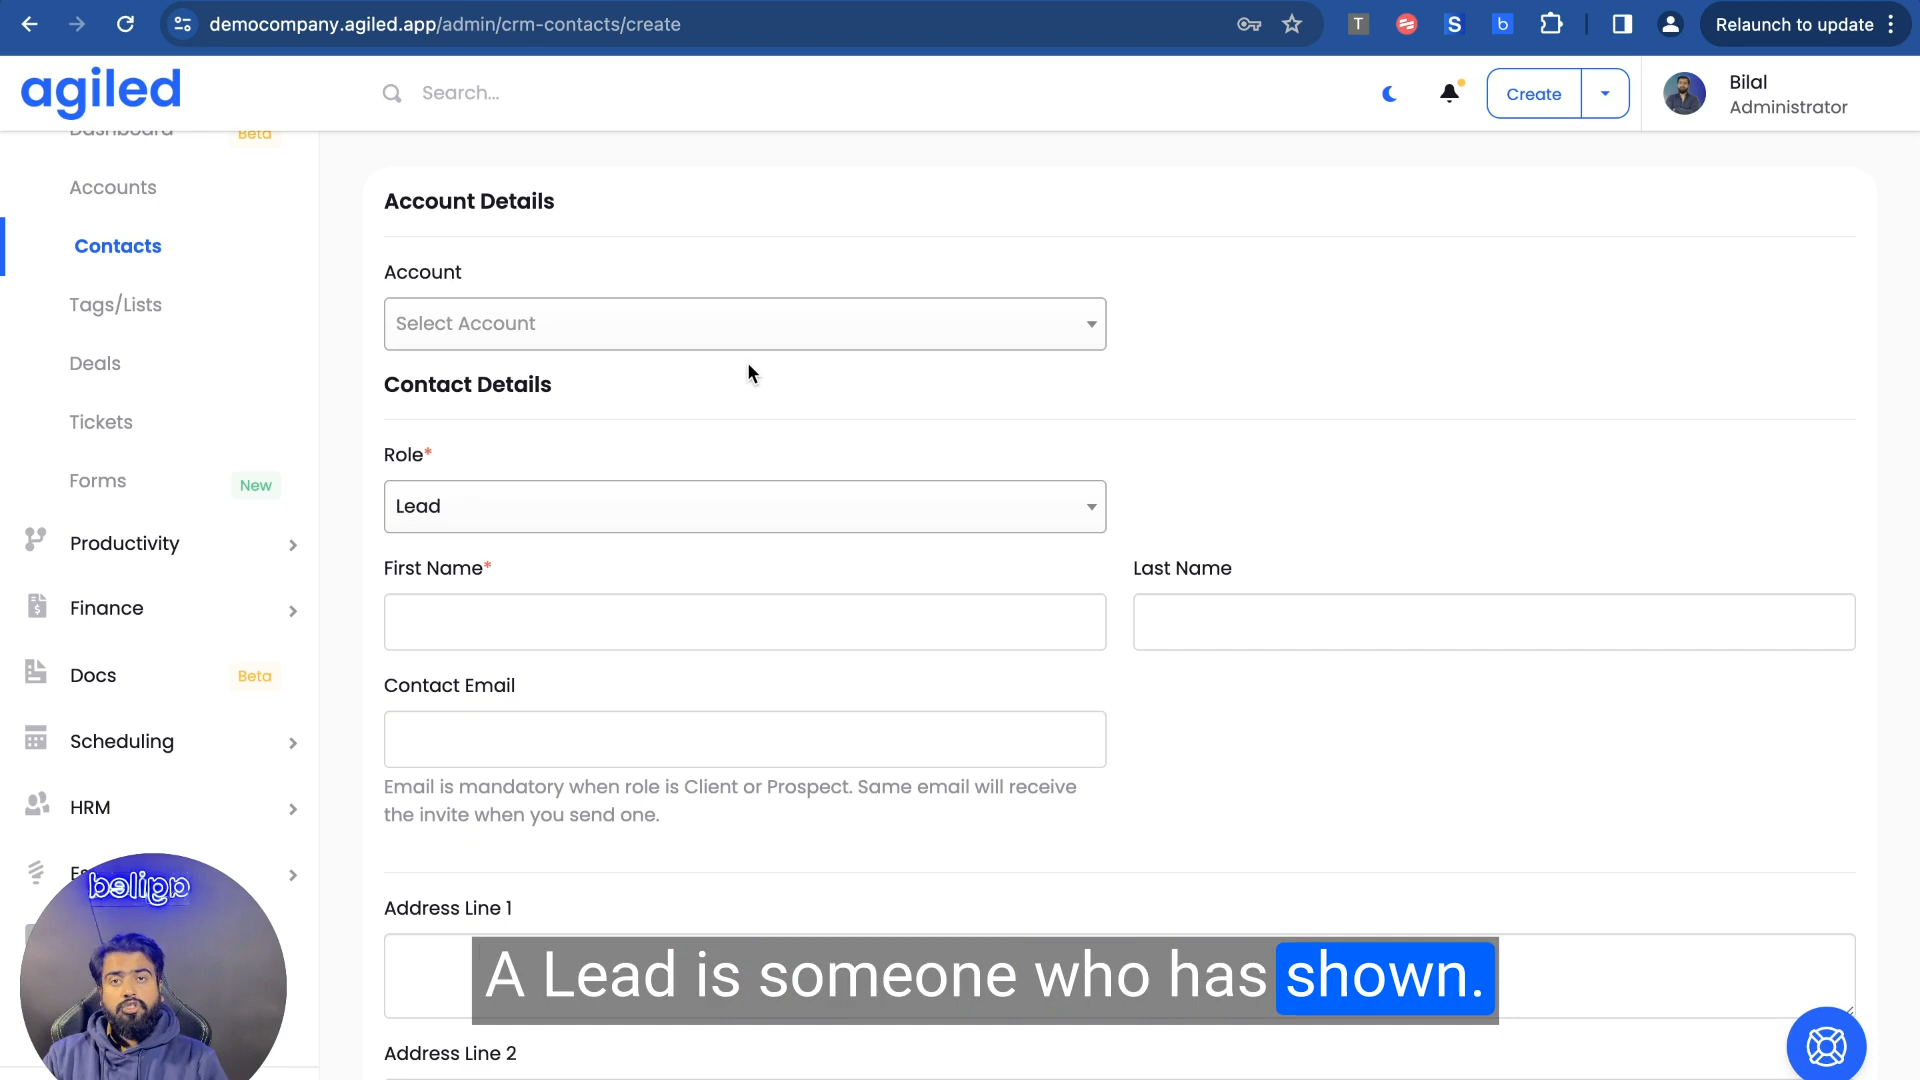 democompany.agiled.app/admin/crm-contacts/create
T
S
b
Relaunch to update
agiled
Search...
Create
Bilal
Administrator
Dashboard
Beta
Accounts
Contacts
Tags/Lists
Deals
Tickets
Forms
New
Productivity
Finance
Docs
Beta
Scheduling
HRM
Es
agiled
Account Details
Account
Select Account
Contact Details
Role*
Lead
First Name*
Last Name
Contact Email
Email is mandatory when role is Client or Prospect. Same email will receive
the invite when you send one.
Address Line 1
A Lead is someone who has shown.
Address Line 2